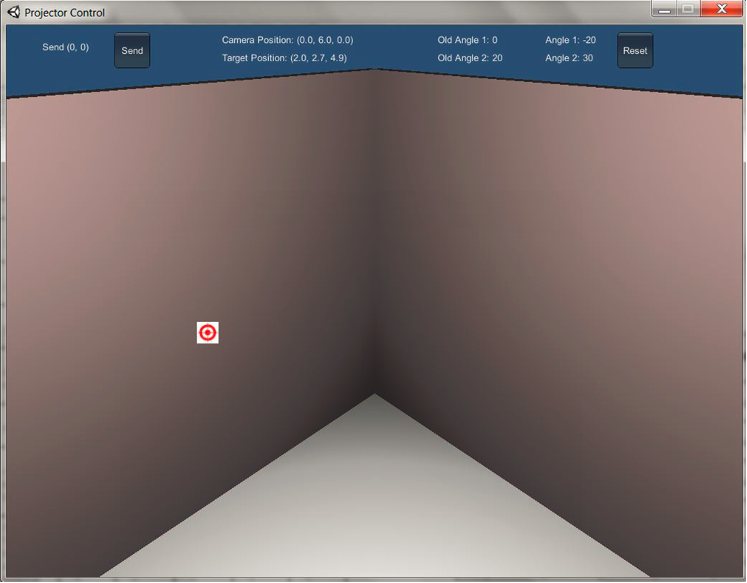 Projector Control
Send (0, 0)
Send
Camera Position: (0.0, 6.0, 0.0)
Target Position: (2.0, 2.7, 4.9)
Old Angle 1: 0
Old Angle 2: 20
Angle 1: -20
Angle 2: 30
Reset